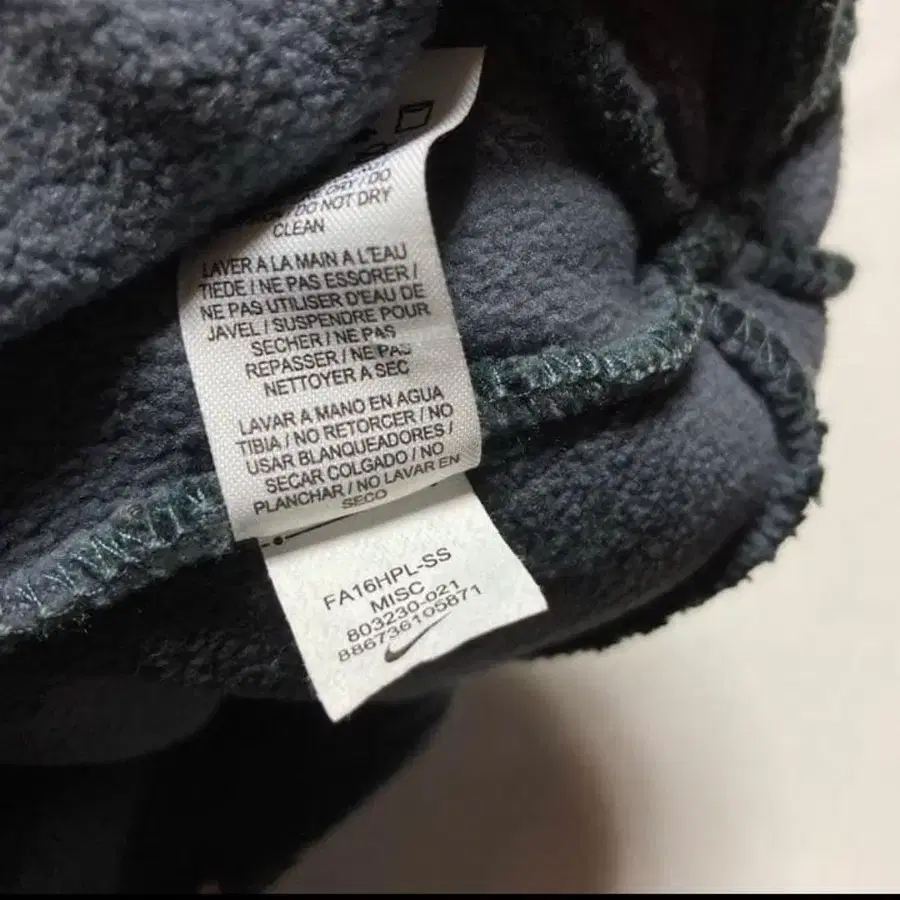 DRY / DO
/ DO NOT DRY
CLEAN
LAVER A LA MAIN A L'EAU
TIEDE / NE PAS ESSORER /
NE PAS UTILISER D'EAU DE
JAVEL / SUSPENDRE POUR
SECHER / NE PAS
REPASSER / NE PAS
NETTOYER A SEC
LAVAR A MANO EN AGUA
TIBIA / NO RETORCER / NO
USAR BLANQUEADORES /
SECAR COLGADO / NO
PLANCHAR / NO LAVAR EN
SECO
FA16HPL-SS
MISC
803230-021
886736105871